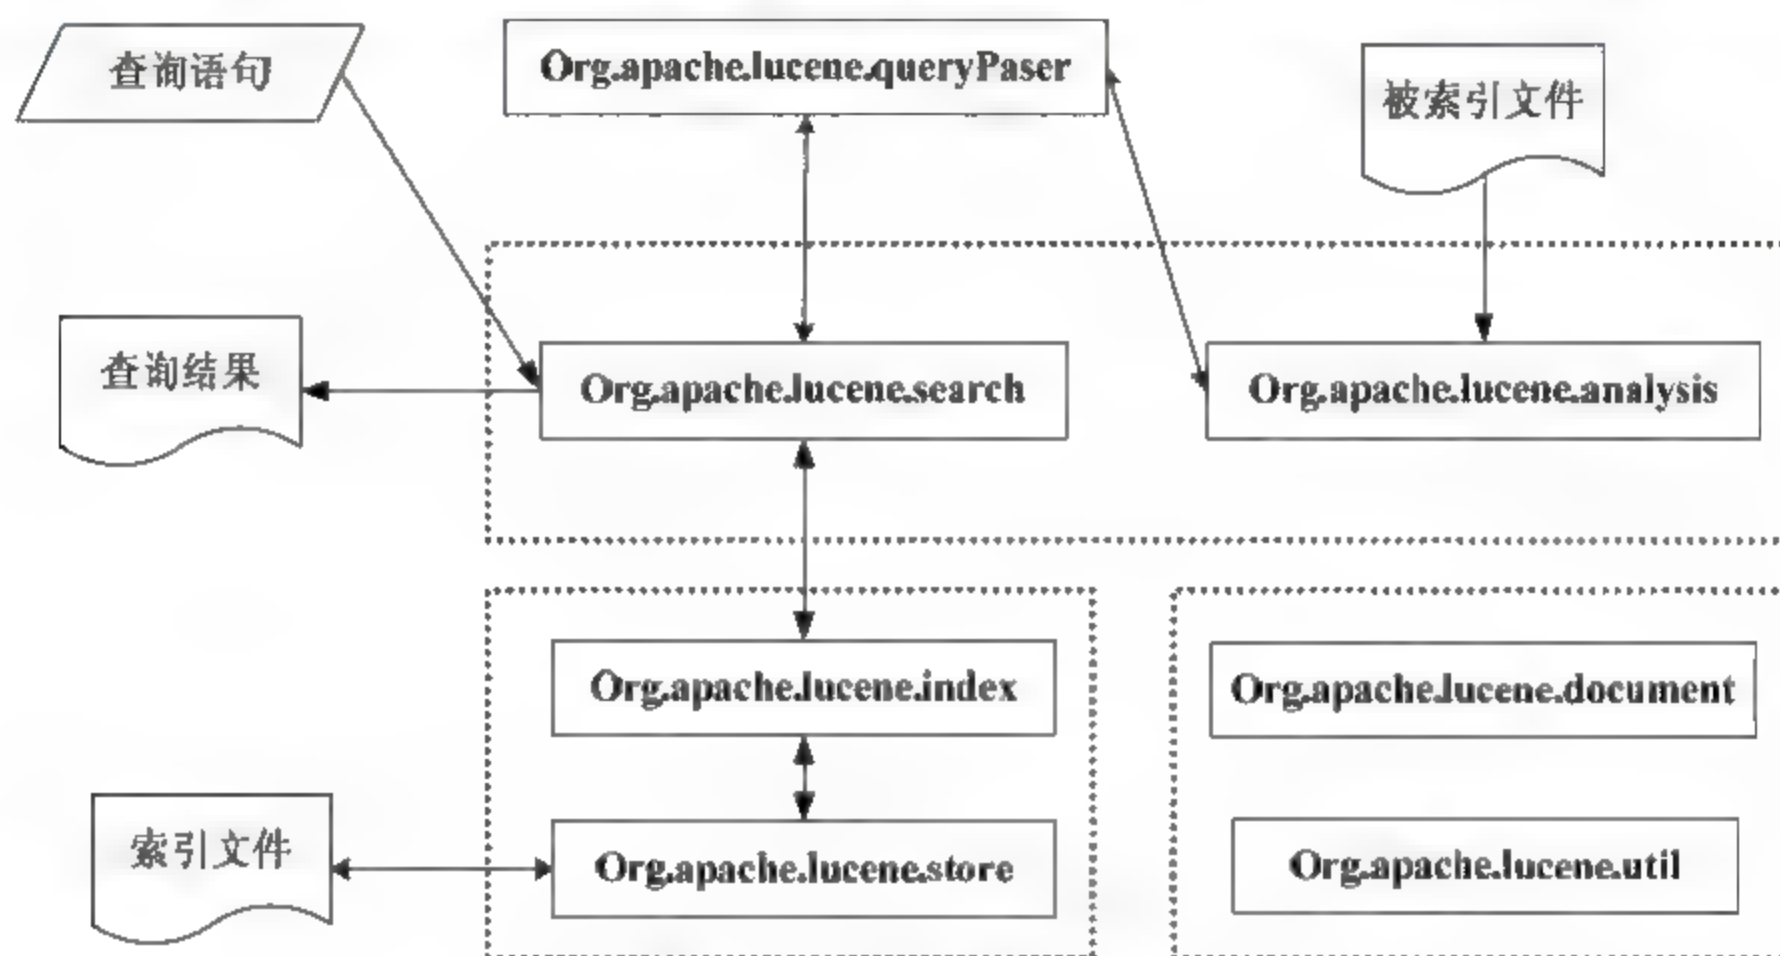 查询语句
Org.apache.lucene.queryPaser
被索引文件
查询结果
Org.apache.lucene.search
Org.apache.lucene.analysis
Org.apache.lucene.index
Org.apache.lucene.document
索引文件
Org.apache.lucene.store
Org.apache.lucene.util